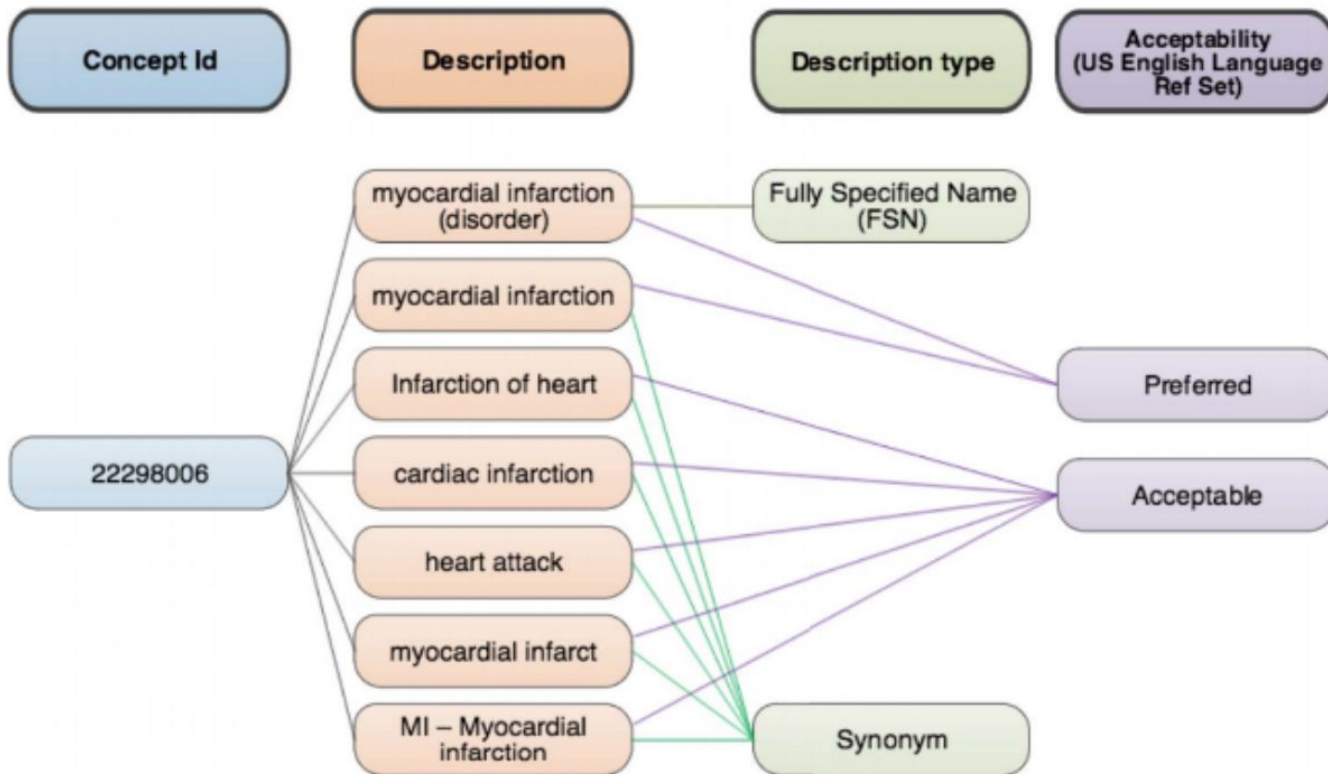 Concept Id
Description
Description type
Acceptability
(US English Language
Ref Set)
myocardial infarction
(disorder)
Fully Specified Name
(FSN)
myocardial infarction
Infarction of heart
Preferred
22298006
cardiac infarction
Acceptable
heart attack
myocardial infarct
MI – Myocardial
infarction
Synonym